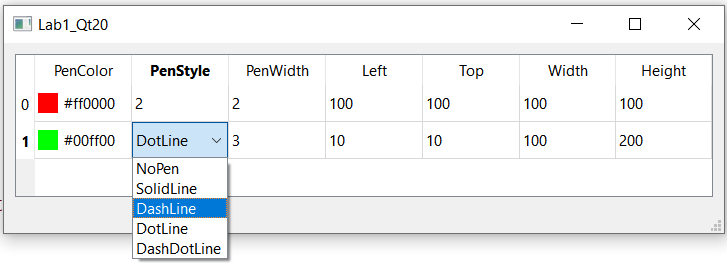 Lab1_Qt20
PenColor PenStyle PenWidth Left Top Width Height
0 #ff0000 2 2 100 100 100 100
1 #00ff00 DotLine 3 10 10 100 200
NoPen
SolidLine
DashLine
DotLine
DashDotLine